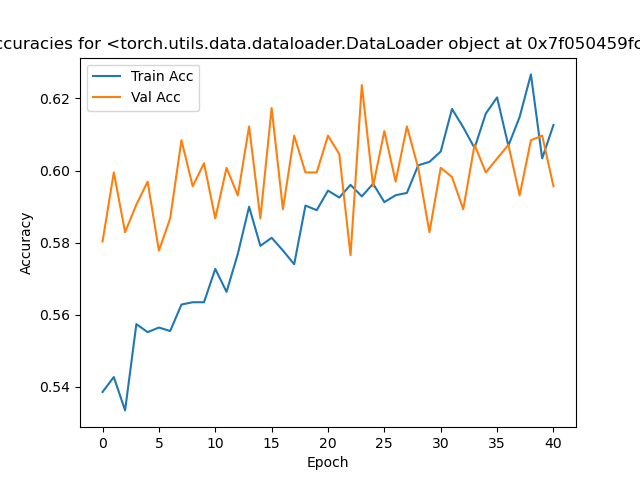 ccuracies for <torch.utils.data.dataloader.DataLoader object at 0x7f050459fc
Train Acc
Val Acc
0.62
0.60
0.58
0.56
0.54
Accuracy
0 5 10 15 20 25 30 35 40
Epoch